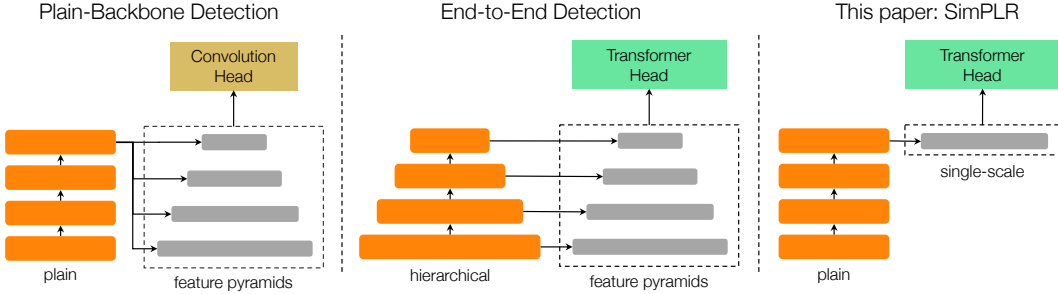 Plain-Backbone Detection
Convolution
Head
plain
feature pyramids
End-to-End Detection
Transformer
Head
hierarchical
feature pyramids
This paper: SimPLR
Transformer
Head
single-scale
plain